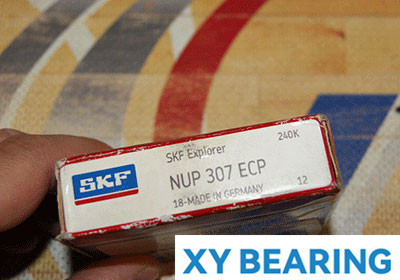 SKF Explorer
240K
SKF
NUP 307 ECP
18-MADE IN GERMANY
12
XY BEARING